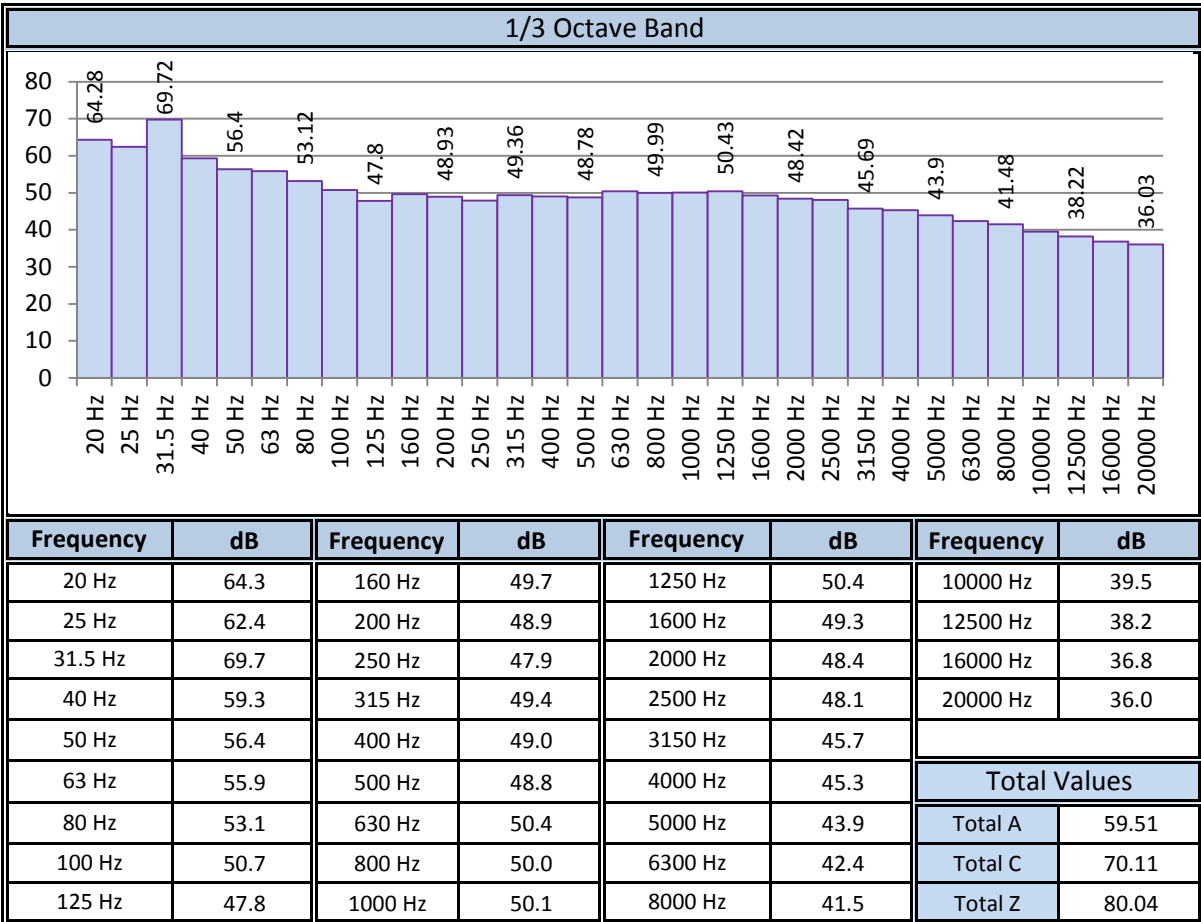 1/3 Octave Band
80
70
60
50
40
30
20
10
0
64.28
69.72
56.4
53.12
47.8
48.93
49.36
48.78
49.99
50.43
48.42
45.69
43.9
41.48
38.22
36.03
20 Hz
25 Hz
31.5 Hz
40 Hz
50 Hz
63 Hz
80 Hz
100 Hz
125 Hz
160 Hz
200 Hz
250 Hz
315 Hz
400 Hz
500 Hz
630 Hz
800 Hz
1000 Hz
1250 Hz
1600 Hz
2000 Hz
2500 Hz
3150 Hz
4000 Hz
5000 Hz
6300 Hz
8000 Hz
10000 Hz
12500 Hz
16000 Hz
20000 Hz
Frequency dB Frequency dB Frequency dB Frequency dB
20 Hz 64.3 160 Hz 49.7 1250 Hz 50.4 10000 Hz 39.5
25 Hz 62.4 200 Hz 48.9 1600 Hz 49.3 12500 Hz 38.2
31.5 Hz 69.7 250 Hz 47.9 2000 Hz 48.4 16000 Hz 36.8
40 Hz 59.3 315 Hz 49.4 2500 Hz 48.1 20000 Hz 36.0
50 Hz 56.4 400 Hz 49.0 3150 Hz 45.7
63 Hz 55.9 500 Hz 48.8 4000 Hz 45.3 Total Values
80 Hz 53.1 630 Hz 50.4 5000 Hz 43.9 Total A 59.51
100 Hz 50.7 800 Hz 50.0 6300 Hz 42.4 Total C 70.11
125 Hz 47.8 1000 Hz 50.1 8000 Hz 41.5 Total Z 80.04